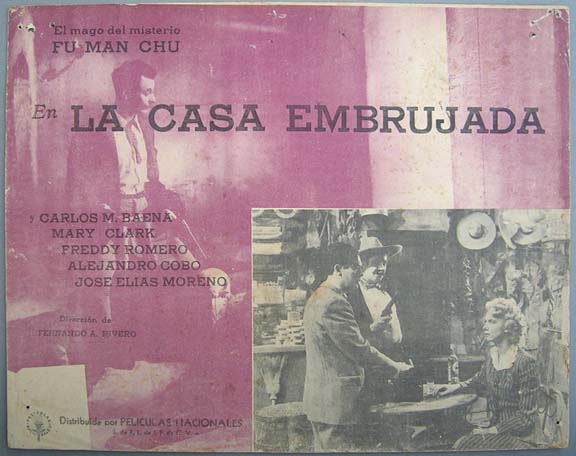 El mago del misterio
FU MAN CHU
En LA CASA EMBRUJADA
y CARLOS M. BAENA
MARY CLARK
FREDDY ROMERO
ALEJANDRO COBO
JOSE ELIAS MORENO
Dirección de
FERNANDO A. RIVERO
Distribuída por PELICULAS NACIONALES